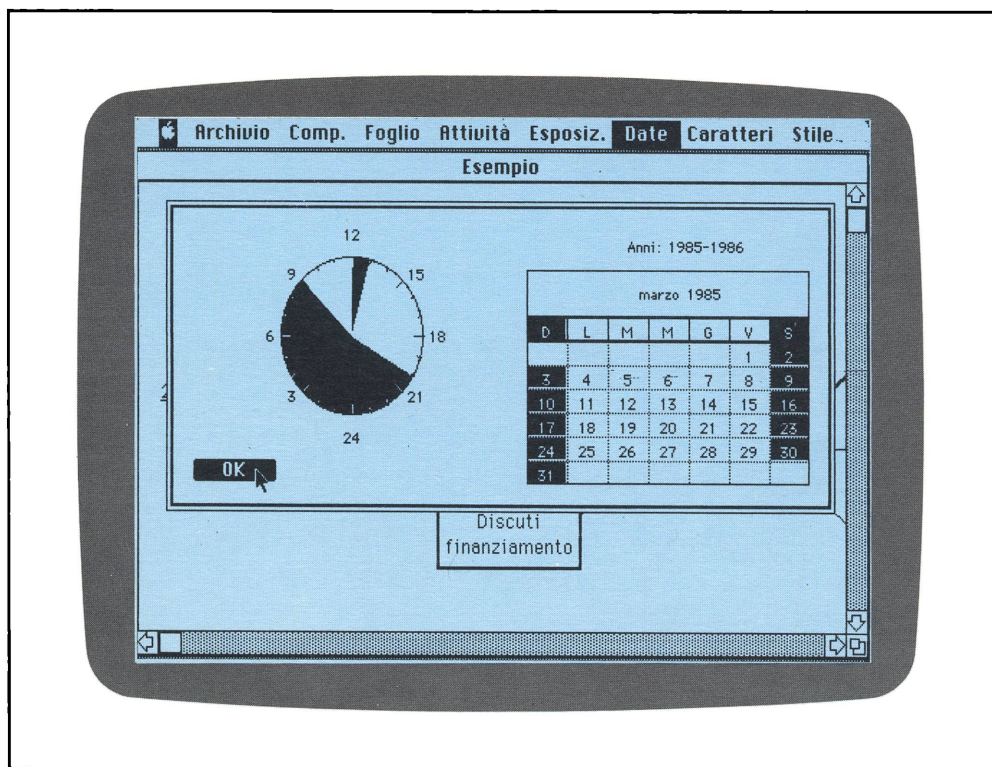 Archivio Comp. Foglio Attività Esposiz. Date Caratteri Stile
Esempio
12
15
18
21
24
3
6
9
OK
Anni: 1985-1986
marzo 1985
D L M M G V S
1 2
3 4 5 6 7 8 9
10 11 12 13 14 15 16
17 18 19 20 21 22 23
24 25 26 27 28 29 30
31
Discuti
finanziamento